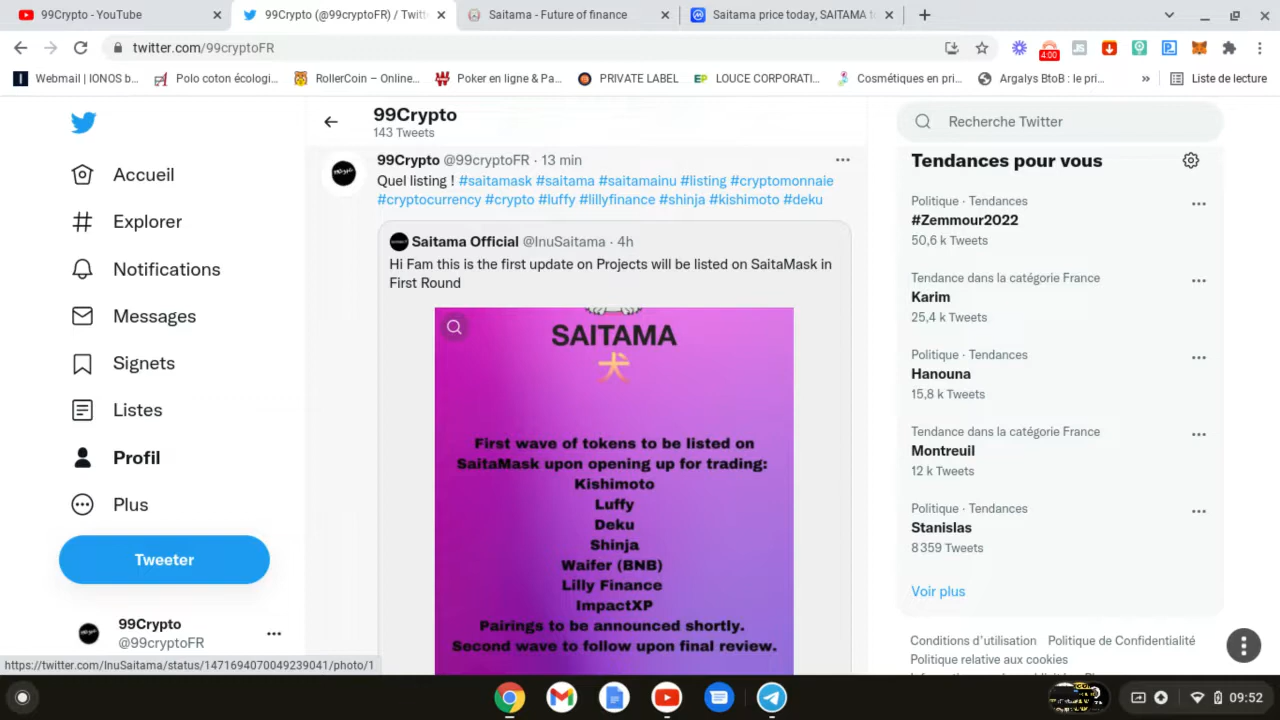 99Crypto - YouTube
99Crypto (@99cryptoFR) / Twitt
Saitama - Future of finance
Saitama price today, SAITAMA t
twitter.com/99cryptoFR
4:00
Webmail | IONOS b...
Polo coton écologi...
RollerCoin – Online...
Poker en ligne & Pa...
PRIVATE LABEL
LOUCE CORPORATI...
Cosmétiques en pri...
Argalys BtoB : le pri...
»
Liste de lecture
Accueil
Explorer
Notifications
Messages
Signets
Listes
Profil
Plus
Tweeter
99Crypto
@99cryptoFR
https://twitter.com/InuSaitama/status/1471694070049239041/photo/1
99Crypto
143 Tweets
99Crypto @99cryptoFR · 13 min
Quel listing ! #saitamask #saitama #saitamainu #listing #cryptomonnaie
#cryptocurrency #crypto #luffy #lillyfinance #shinja #kishimoto #deku
Saitama Official @InuSaitama · 4h
Hi Fam this is the first update on Projects will be listed on SaitaMask in
First Round
SAITAMA
犬
First wave of tokens to be listed on
SaitaMask upon opening up for trading:
Kishimoto
Luffy
Deku
Shinja
Waifer (BNB)
Lilly Finance
ImpactXP
Pairings to be announced shortly.
Second wave to follow upon final review.
Recherche Twitter
Tendances pour vous
Politique · Tendances
#Zemmour2022
50,6 k Tweets
Tendance dans la catégorie France
Karim
25,4 k Tweets
Politique · Tendances
Hanouna
15,8 k Tweets
Tendance dans la catégorie France
Montreuil
12 k Tweets
Politique · Tendances
Stanislas
8 359 Tweets
Voir plus
Conditions d'utilisation Politique de Confidentialité
Politique relative aux cookies
09:52